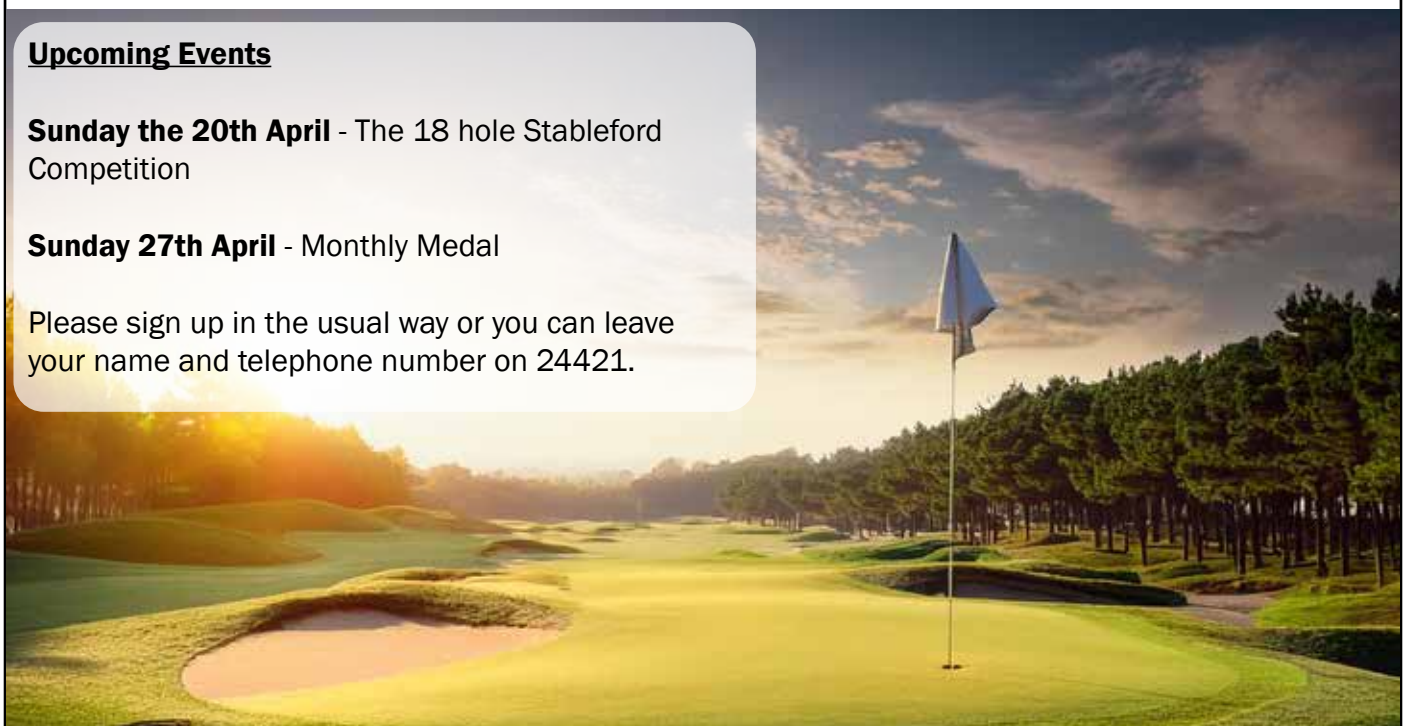 Upcoming Events
Sunday the 20th April - The 18 hole Stableford
Competition
Sunday 27th April - Monthly Medal
Please sign up in the usual way or you can leave
your name and telephone number on 24421.